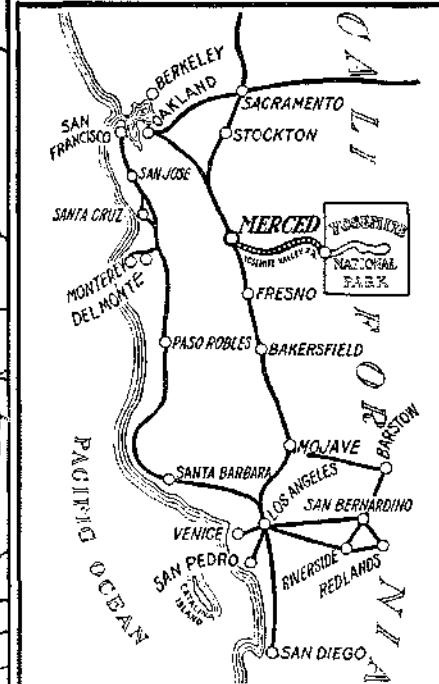 CALIFORNIA
BERKELEY
OAKLAND
SACRAMENTO
SAN
FRANCISCO
STOCKTON
SAN JOSE
SANTA CRUZ
MERCED
YOSEMITE
NATIONAL
PARK
YOSEMITE VALLEY R.R.
MONTEREY
DEL MONTE
FRESNO
PASO ROBLES
BAKERSFIELD
MOJAVE
BARSTOW
SANTA BARBARA
LOS ANGELES
SAN BERNARDINO
VENICE
SAN PEDRO
RIVERSIDE
REDLANDS
CATALINA
ISLAND
PACIFIC OCEAN
SAN DIEGO